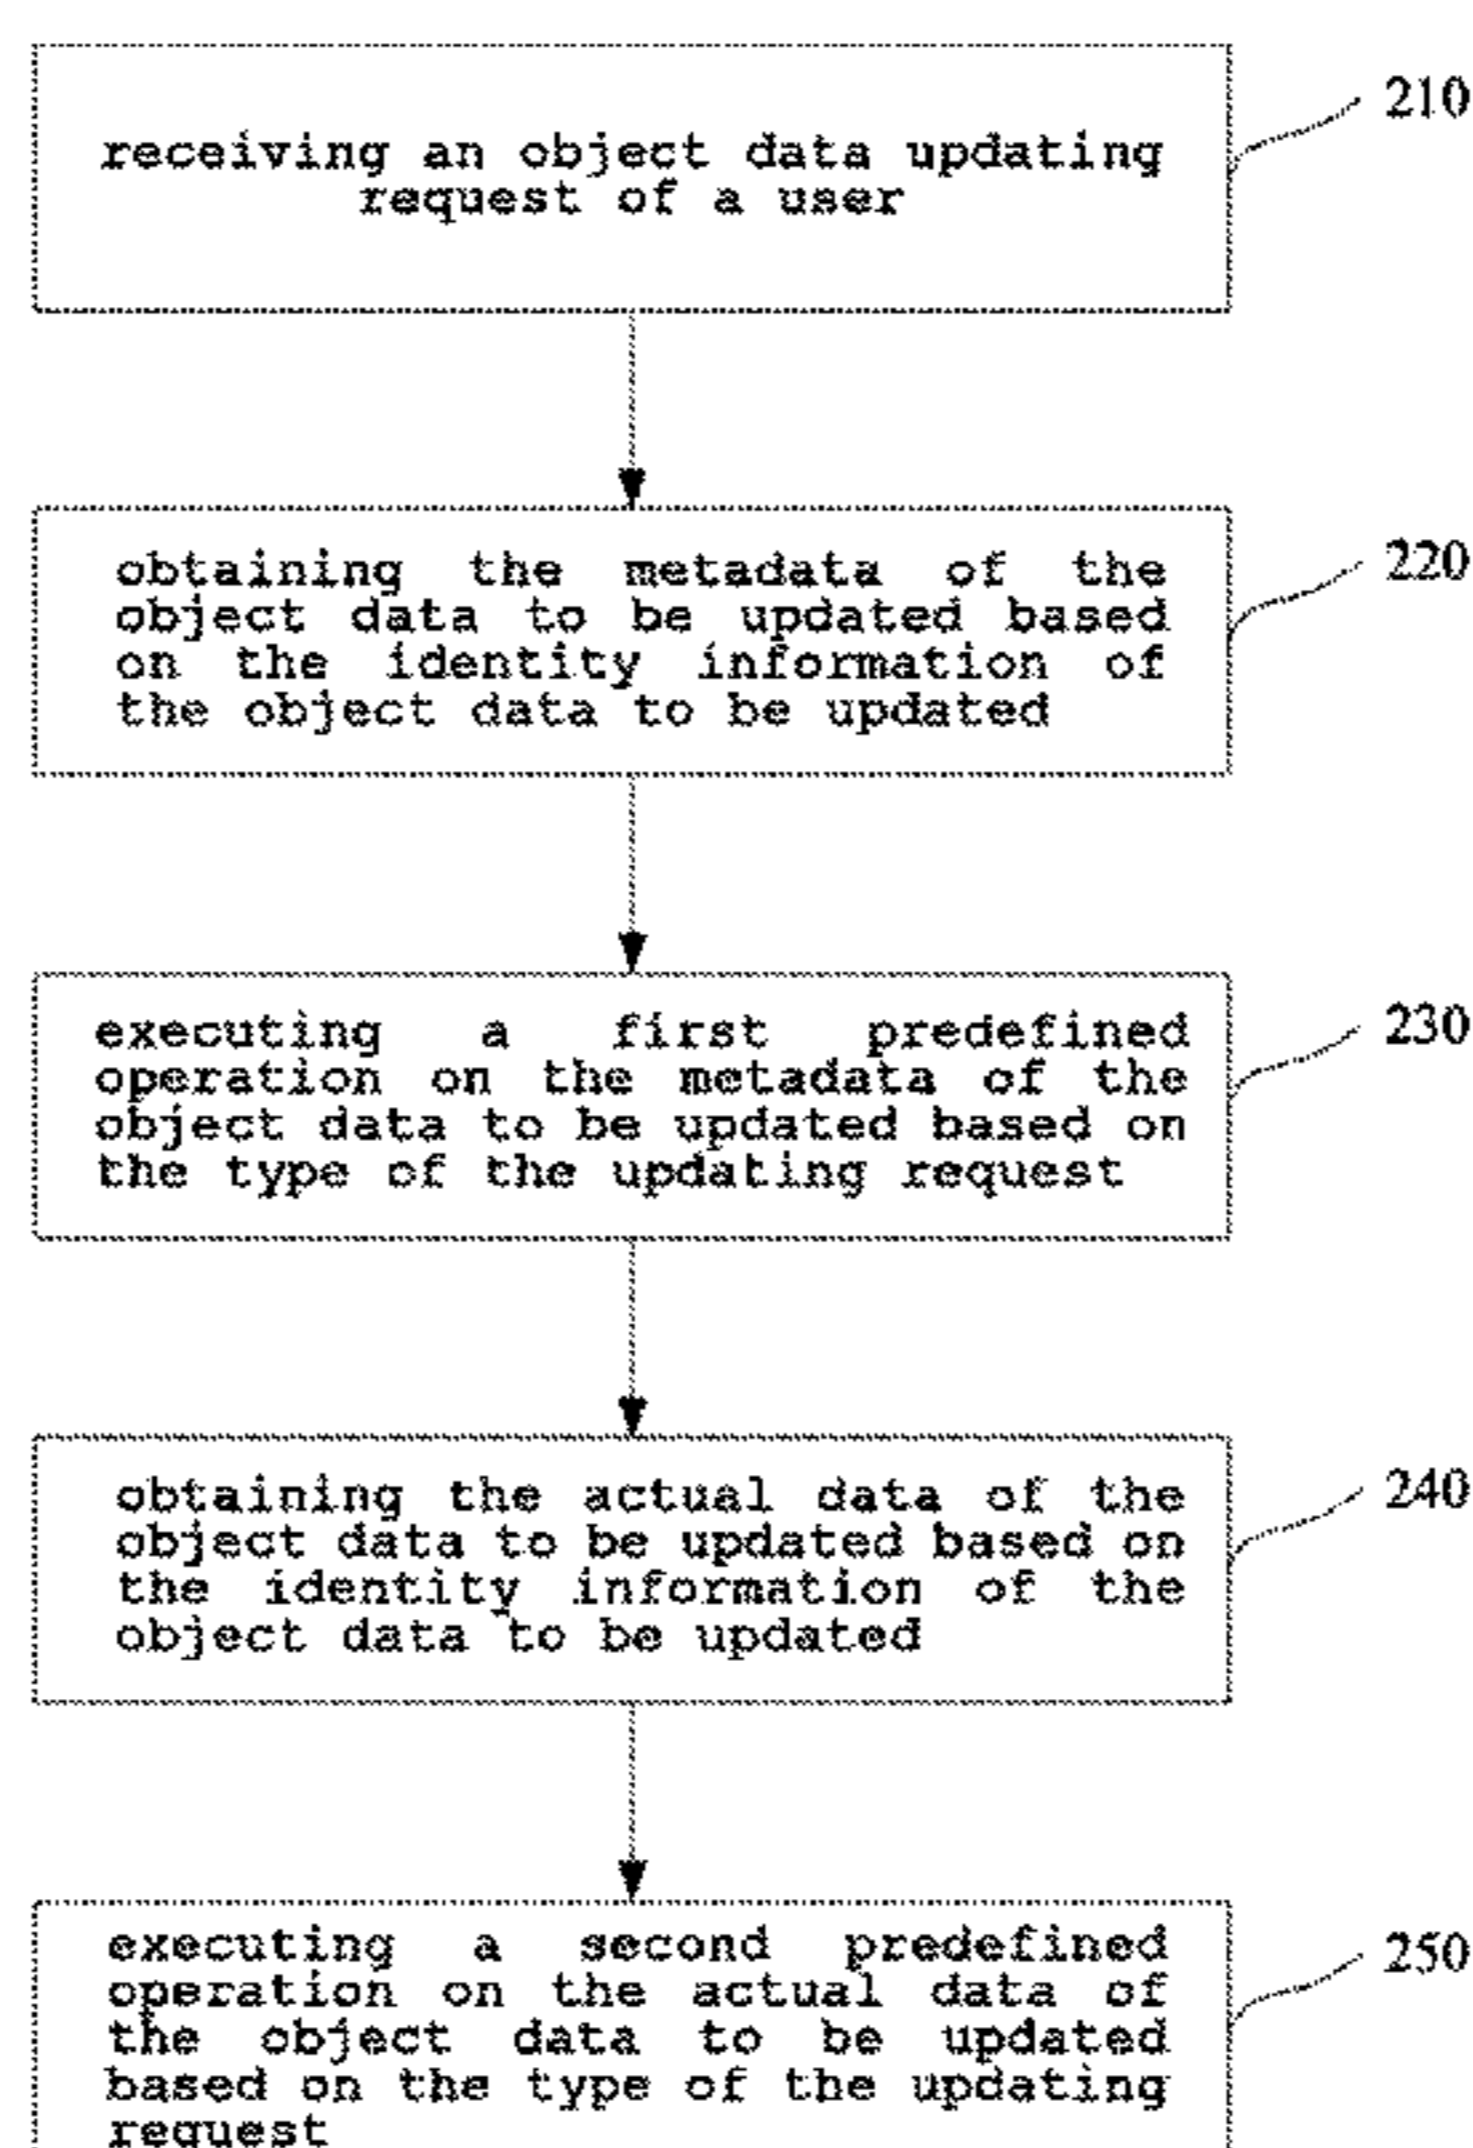 receiving an object data updating
request of a user
210
obtaining the metadata of the
object data to be updated based
on the identity information of
the object data to be updated
220
executing a first predefined
operation on the metadata of the
object data to be updated based on
the type of the updating request
230
obtaining the actual data of the
object data to be updated based on
the identity information of the
object data to be updated
240
executing a second predefined
operation on the actual data of
the object data to be updated
based on the type of the updating
request
250